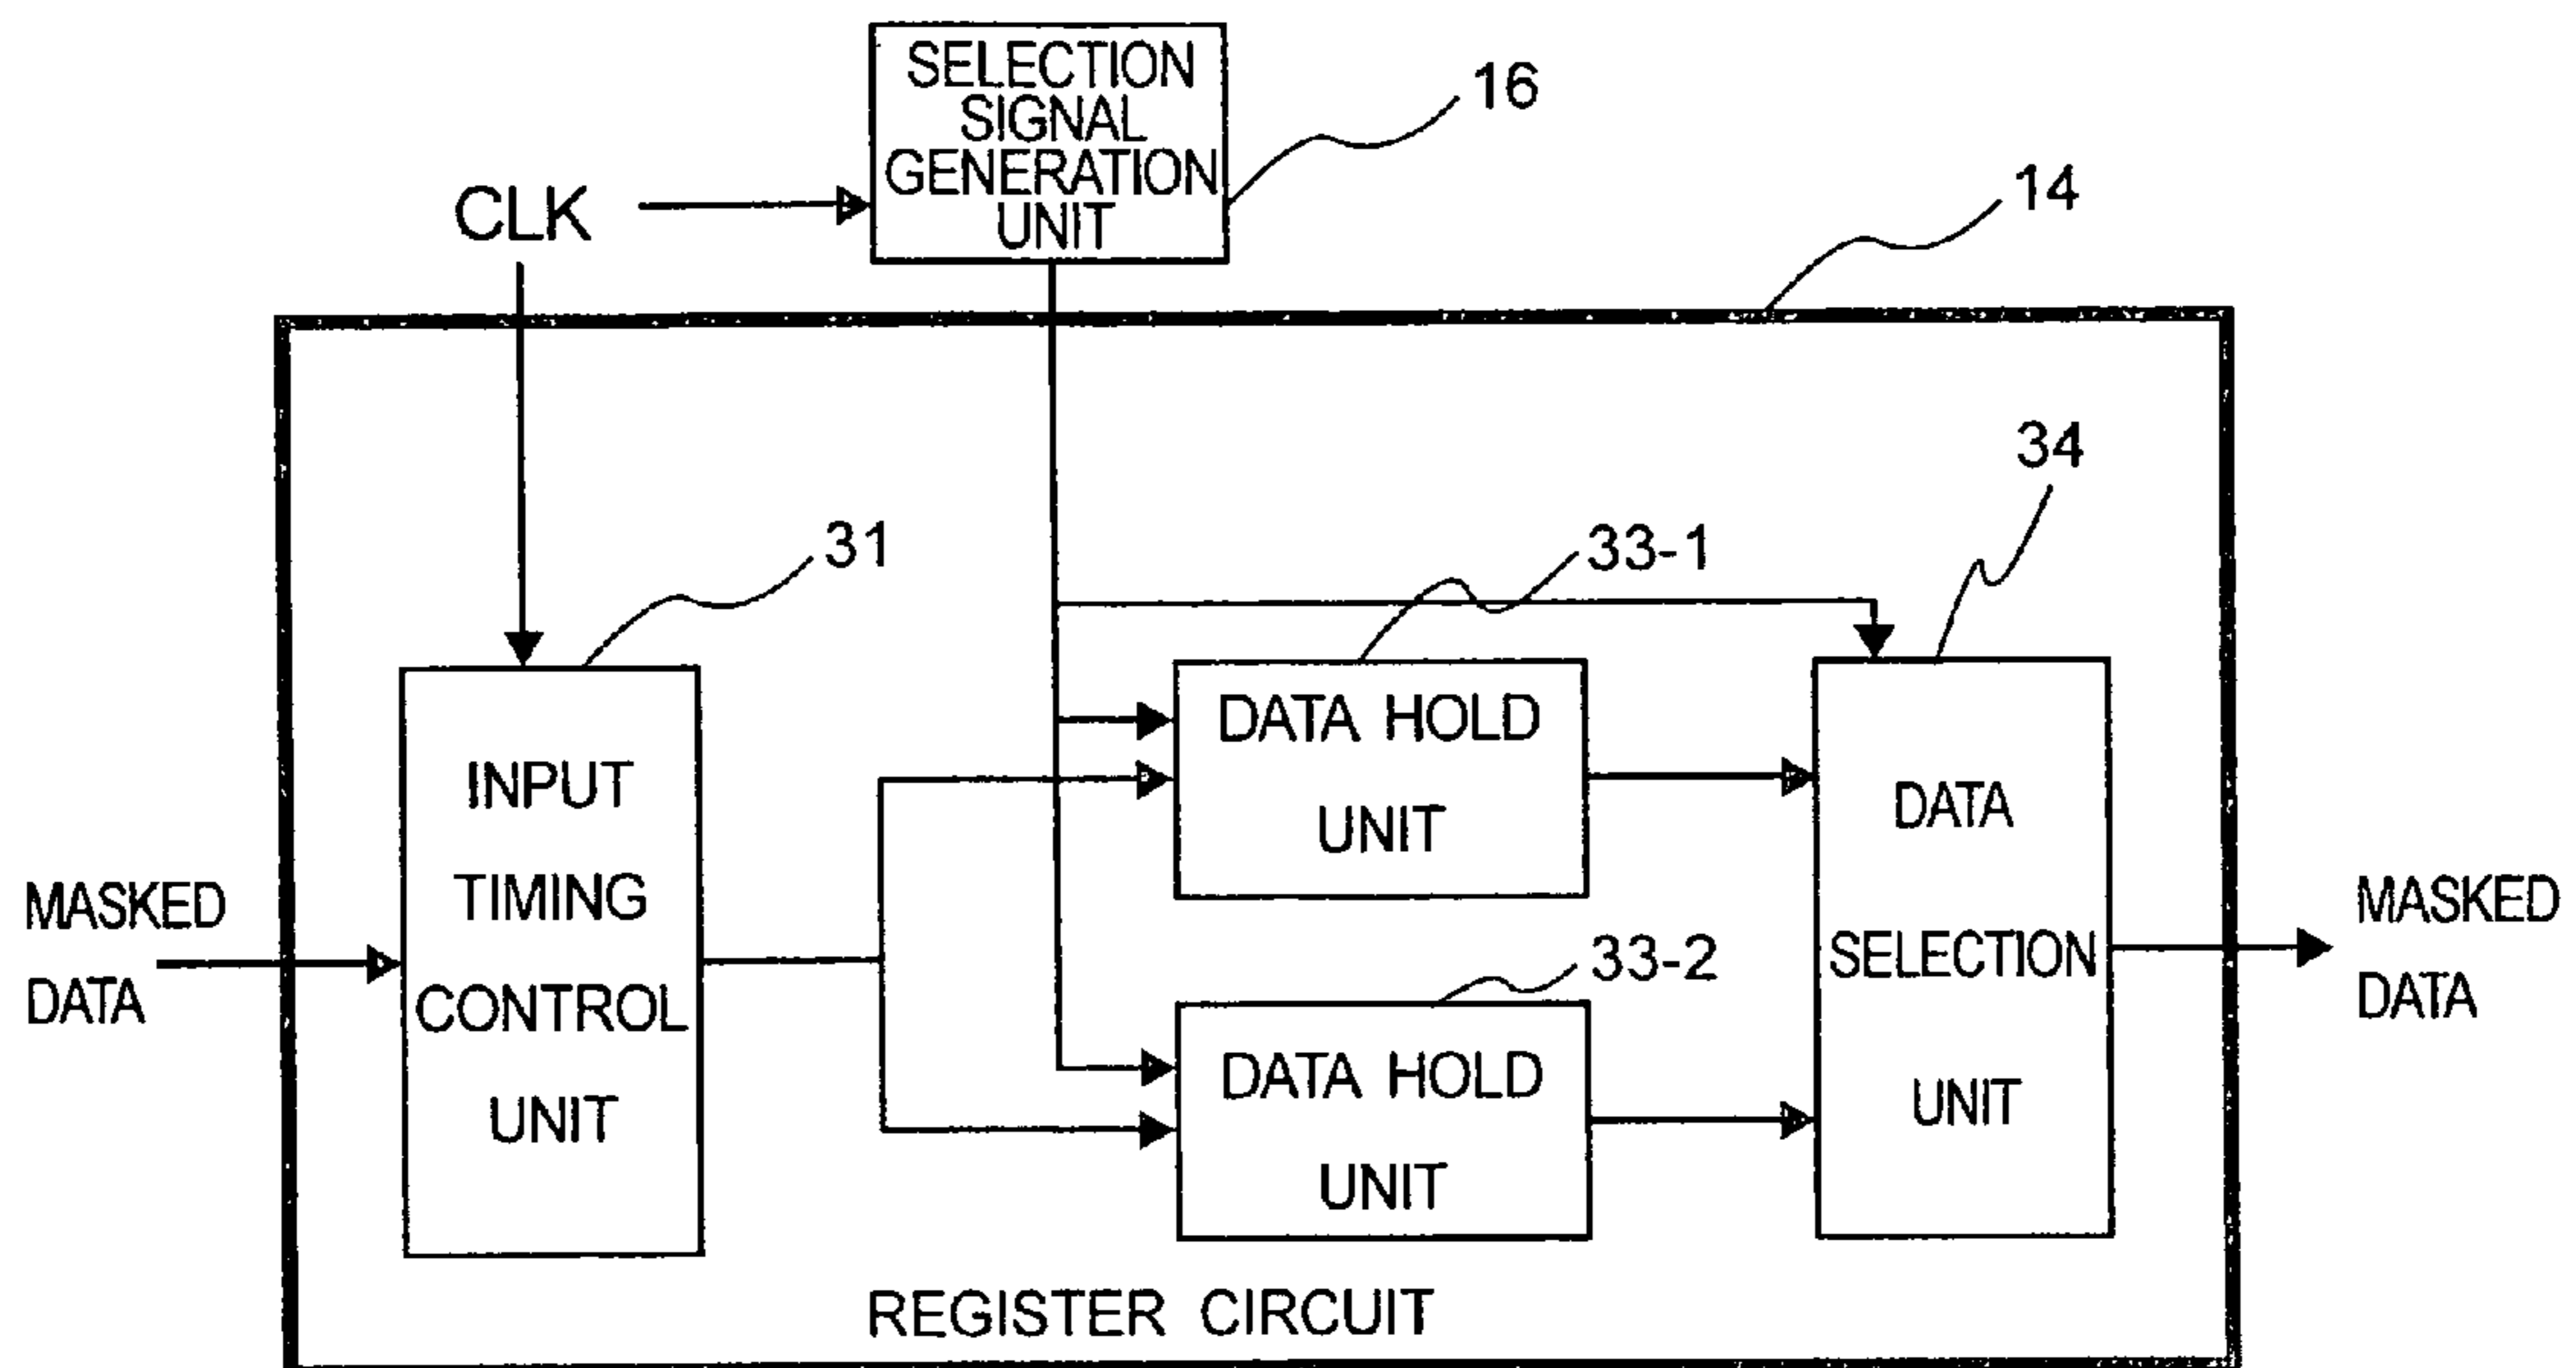 SELECTION
SIGNAL
GENERATION
UNIT
16
CLK
14
34
31
33-1
DATA HOLD
UNIT
INPUT
TIMING
CONTROL
UNIT
DATA
SELECTION
UNIT
MASKED
DATA
MASKED
DATA
33-2
DATA HOLD
UNIT
REGISTER CIRCUIT